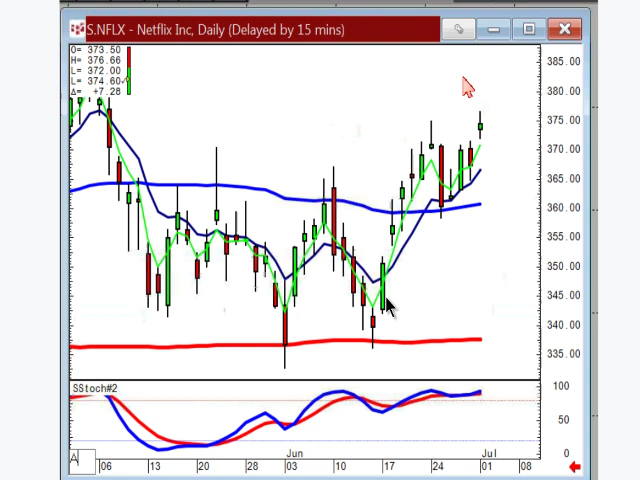 S.NFLX - Netflix Inc, Daily (Delayed by 15 mins)
O= 373.50
H= 376.66
L= 372.00
L= 374.60
Δ= +7.28
385.00
380.00
375.00
370.00
365.00
360.00
355.00
350.00
345.00
340.00
335.00
SStoch#2
100
50
0
A
Jun
Jul
06
13
20
28
03
10
17
24
01
08